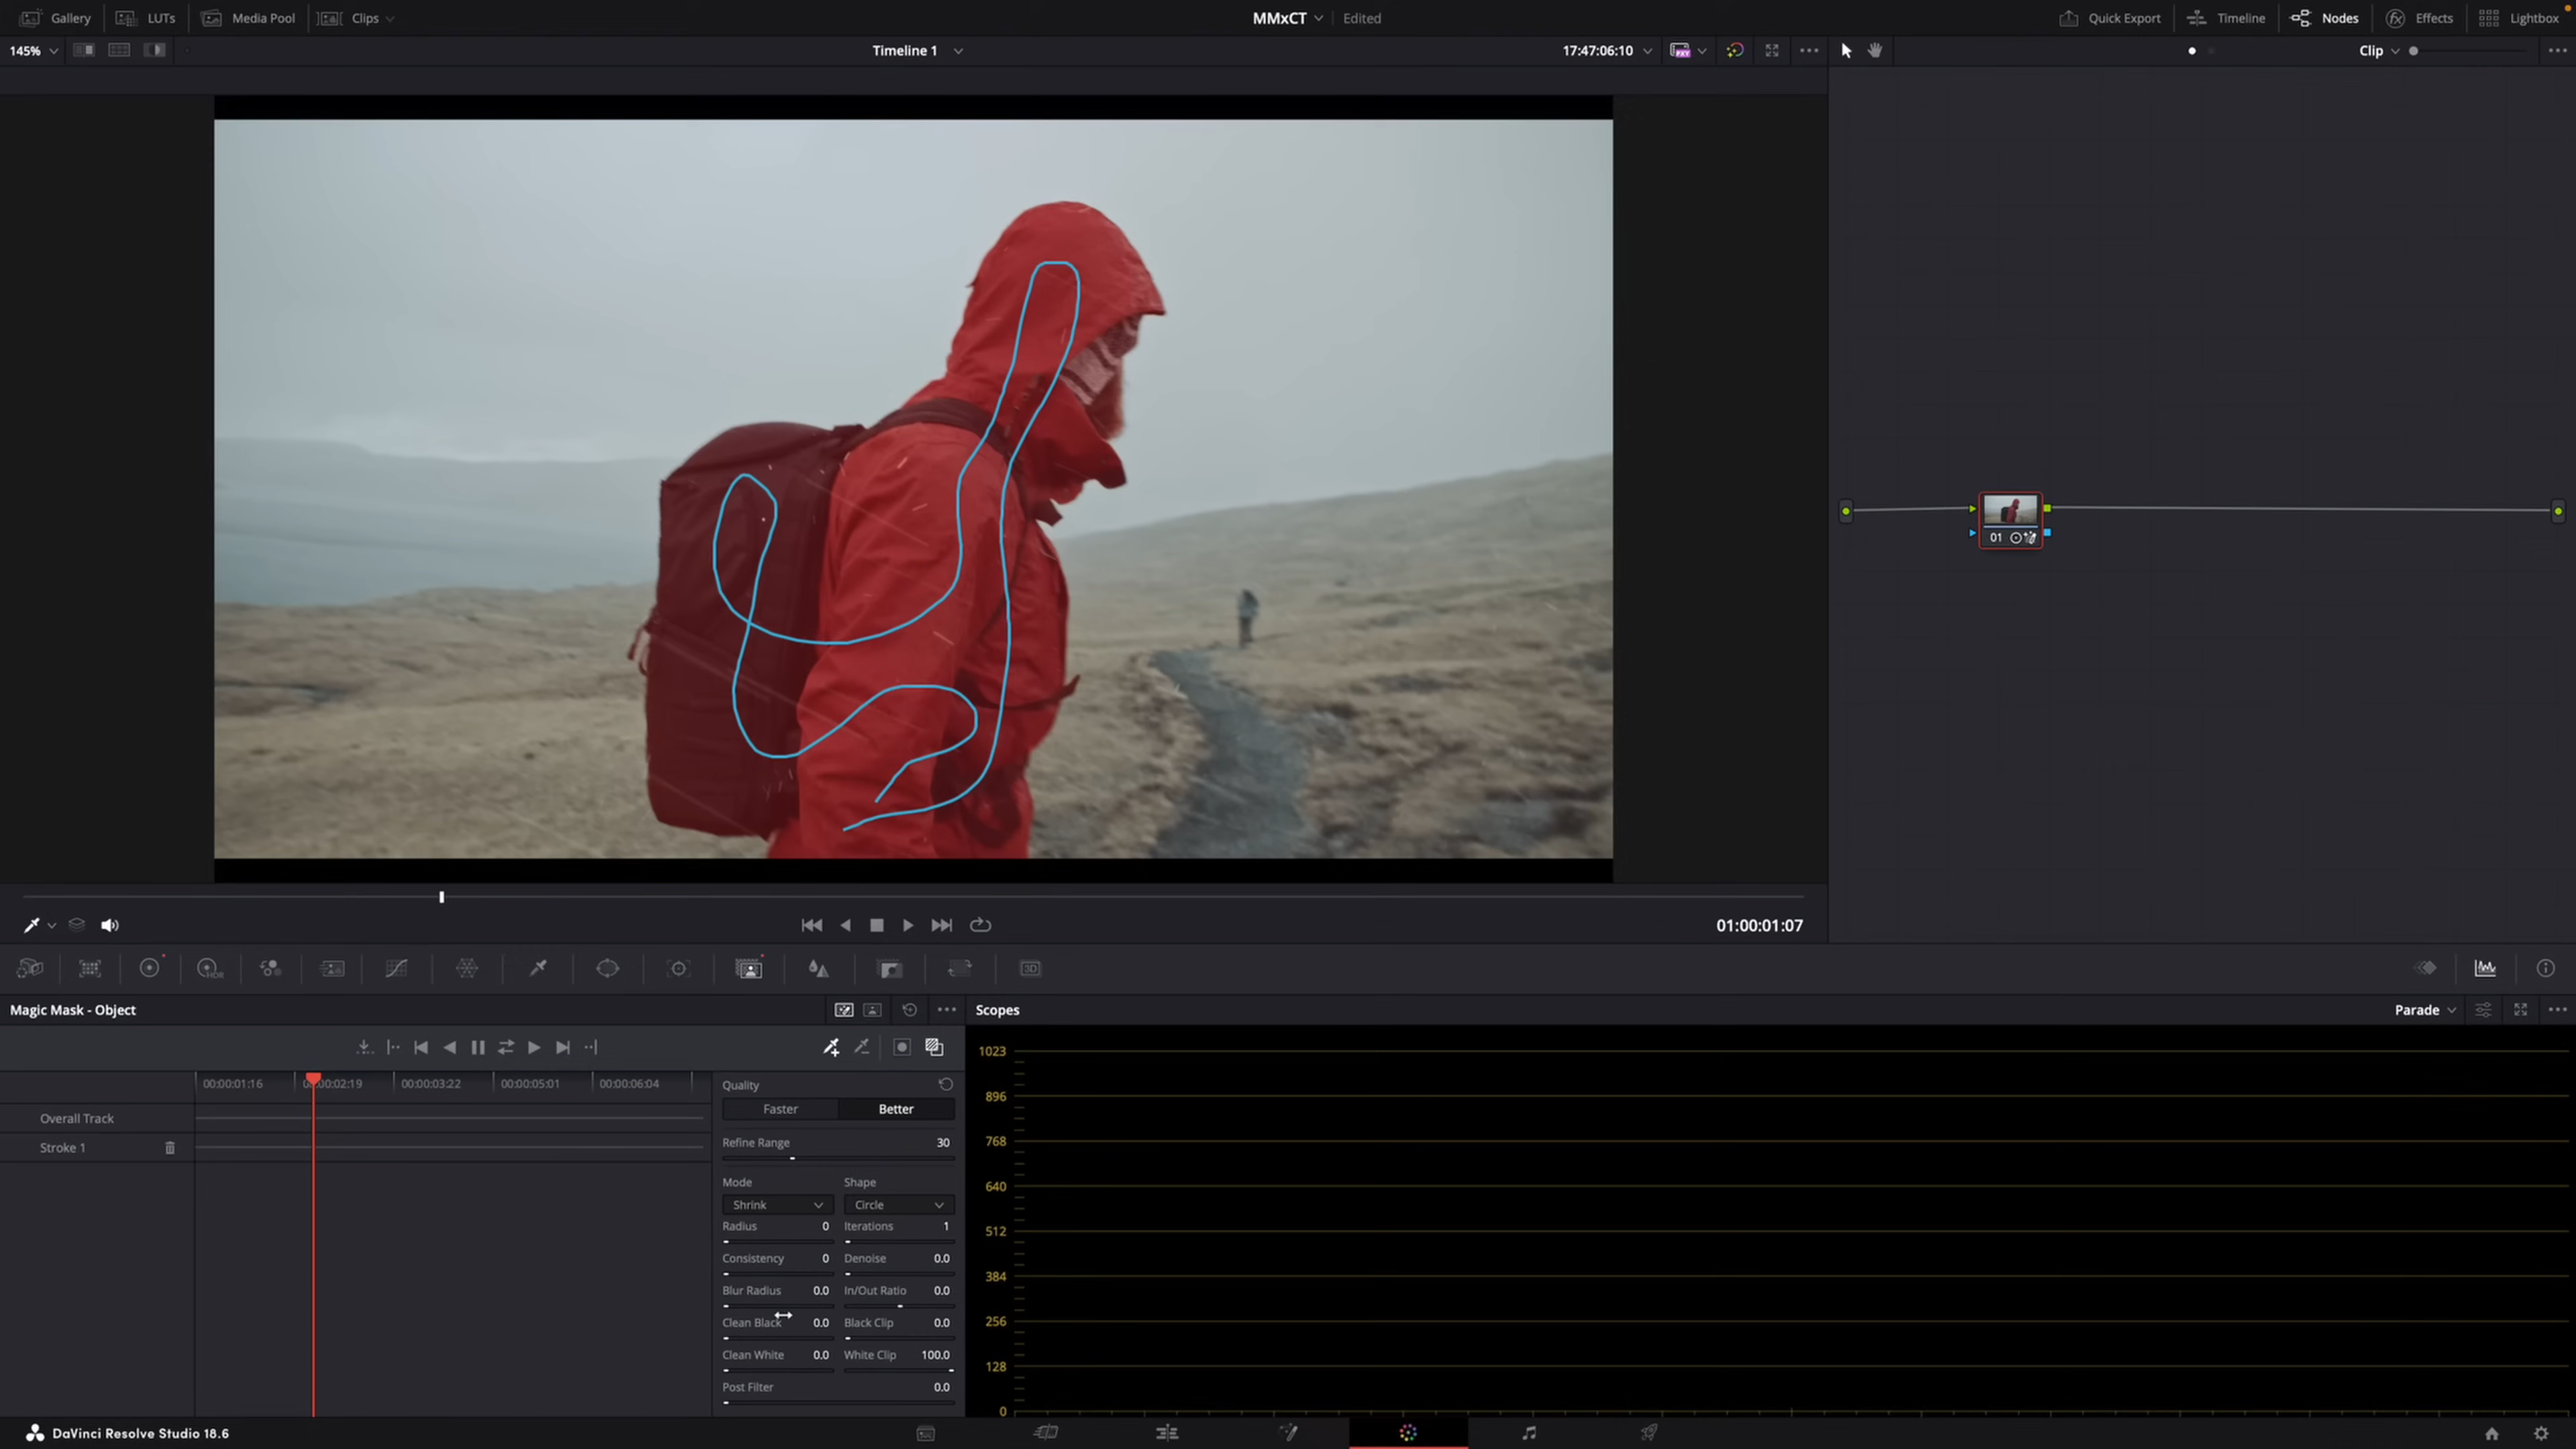 Gallery LUTs Media Pool Clips MMxCT Edited Quick Export Timeline Nodes Effects Lightbox
145% Timeline 1 17:47:06:10 Clip
01
01:00:01:07
HDR
3D
Magic Mask - Object
Scopes Parade
00:00:01:16 00:00:02:19 00:00:03:22 00:00:05:01 00:00:06:04
Overall Track
Stroke 1
Quality
Faster Better
Refine Range 30
Mode Shape
Shrink Circle
Radius 0 Iterations 1
Consistency 0 Denoise 0.0
Blur Radius 0.0 In/Out Ratio 0.0
Clean Black 0.0 Black Clip 0.0
Clean White 0.0 White Clip 100.0
Post Filter 0.0
1023
896
768
640
512
384
256
128
0
DaVinci Resolve Studio 18.6